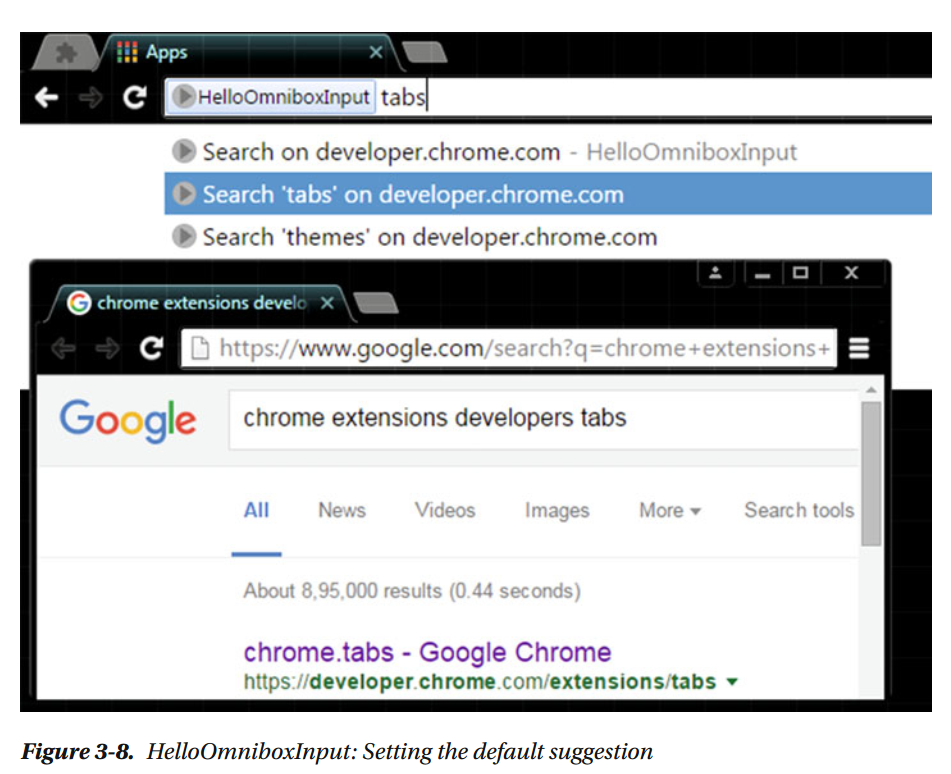 Apps
HelloOmniboxInput tabs
Search on developer.chrome.com - HelloOmniboxInput
Search 'tabs' on developer.chrome.com
Search 'themes' on developer.chrome.com
chrome extensions develo
https://www.google.com/search?q=chrome+extensions+
Google chrome extensions developers tabs
All News Videos Images More Search tools
About 8,95,000 results (0.44 seconds)
chrome.tabs - Google Chrome
https://developer.chrome.com/extensions/tabs
Figure 3-8. HelloOmniboxInput: Setting the default suggestion